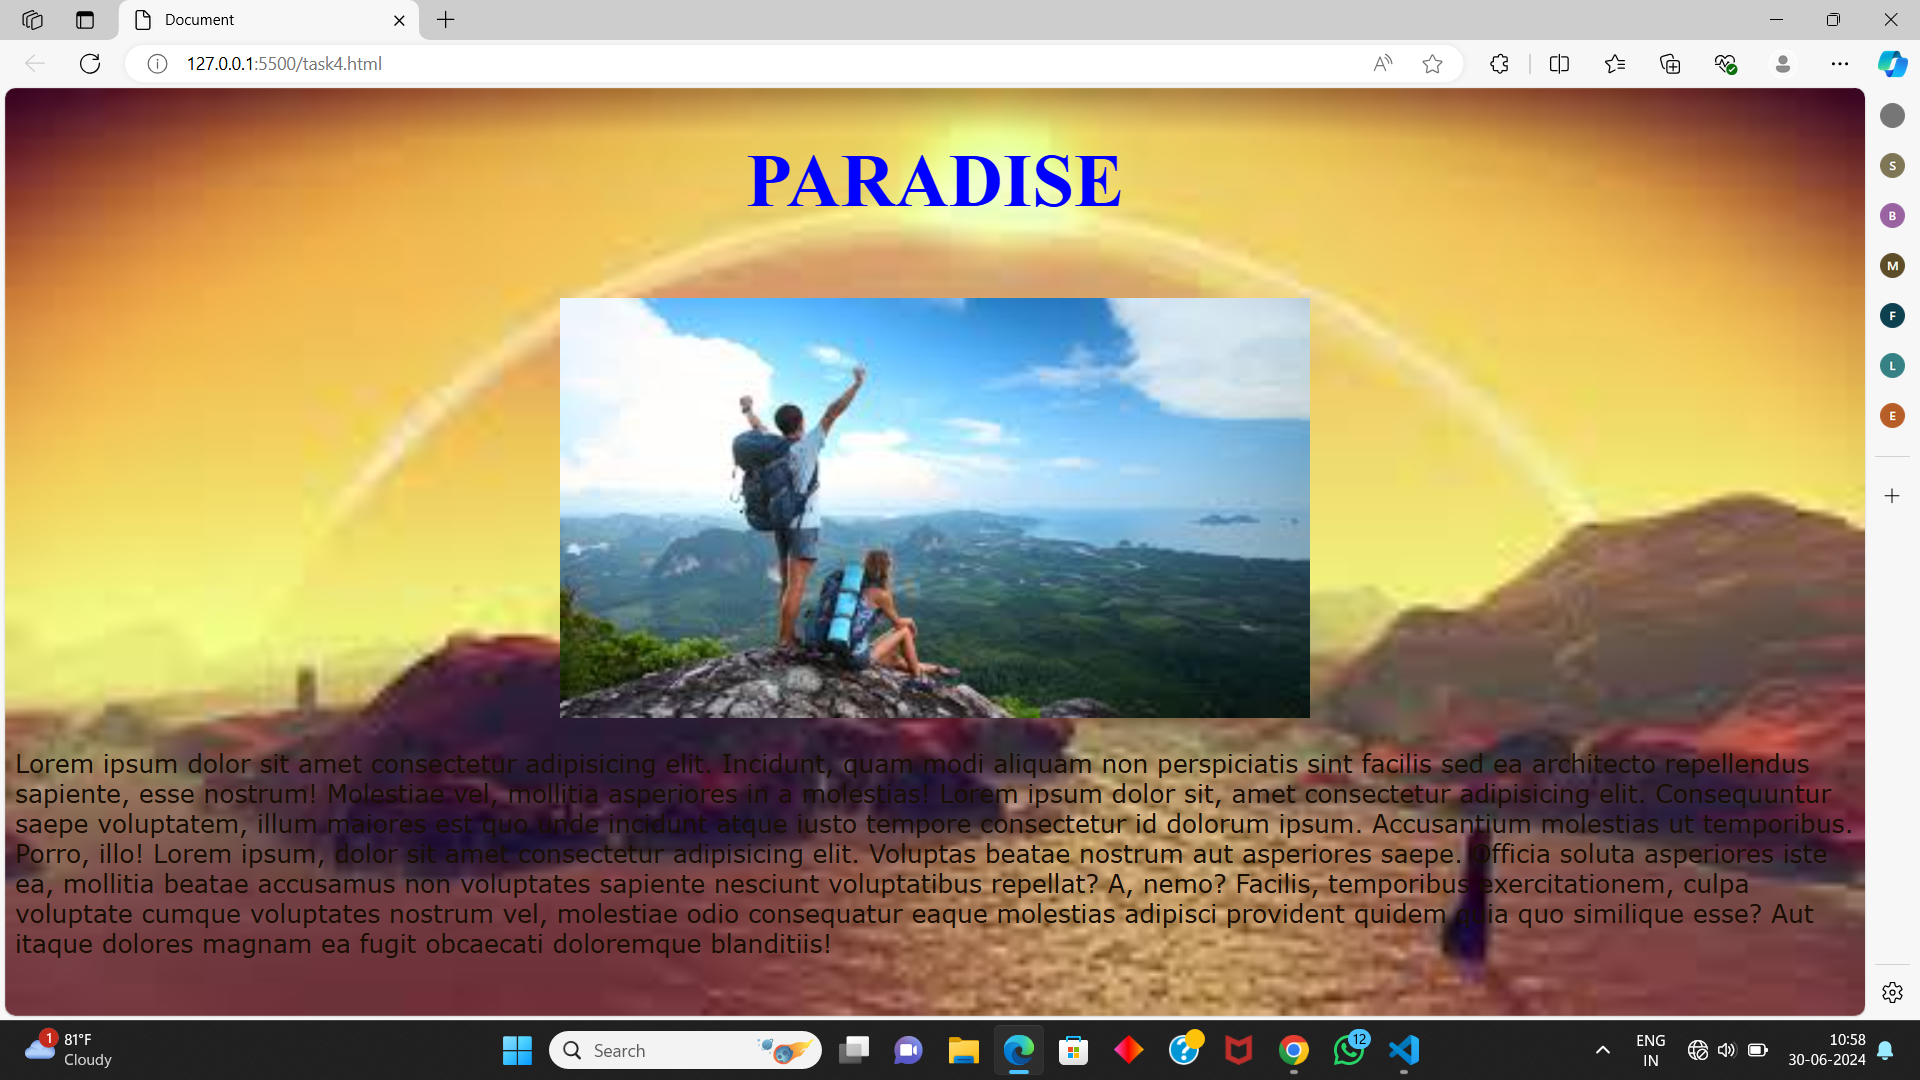 Document
127.0.0.1:5500/task4.html
PARADISE
S
B
M
F
L
E
Lorem ipsum dolor sit amet consectetur adipisicing elit. Incidunt, quam modi aliquam non perspiciatis sint facilis sed ea architecto repellendus
sapiente, esse nostrum! Molestiae vel, mollitia asperiores in a molestias! Lorem ipsum dolor sit, amet consectetur adipisicing elit. Consequuntur
saepe voluptatem, illum maiores est quo unde incidunt atque iusto tempore consectetur id dolorum ipsum. Accusantium molestias ut temporibus.
Porro, illo! Lorem ipsum, dolor sit amet consectetur adipisicing elit. Voluptas beatae nostrum aut asperiores saepe. Officia soluta asperiores iste
ea, mollitia beatae accusamus non voluptates sapiente nesciunt voluptatibus repellat? A, nemo? Facilis, temporibus exercitationem, culpa
voluptate cumque voluptates nostrum vel, molestiae odio consequatur eaque molestias adipisci provident quidem quia quo similique esse? Aut
itaque dolores magnam ea fugit obcaecati doloremque blanditiis!
1
81°F
Cloudy
Search
12
ENG
IN
10:58
30-06-2024